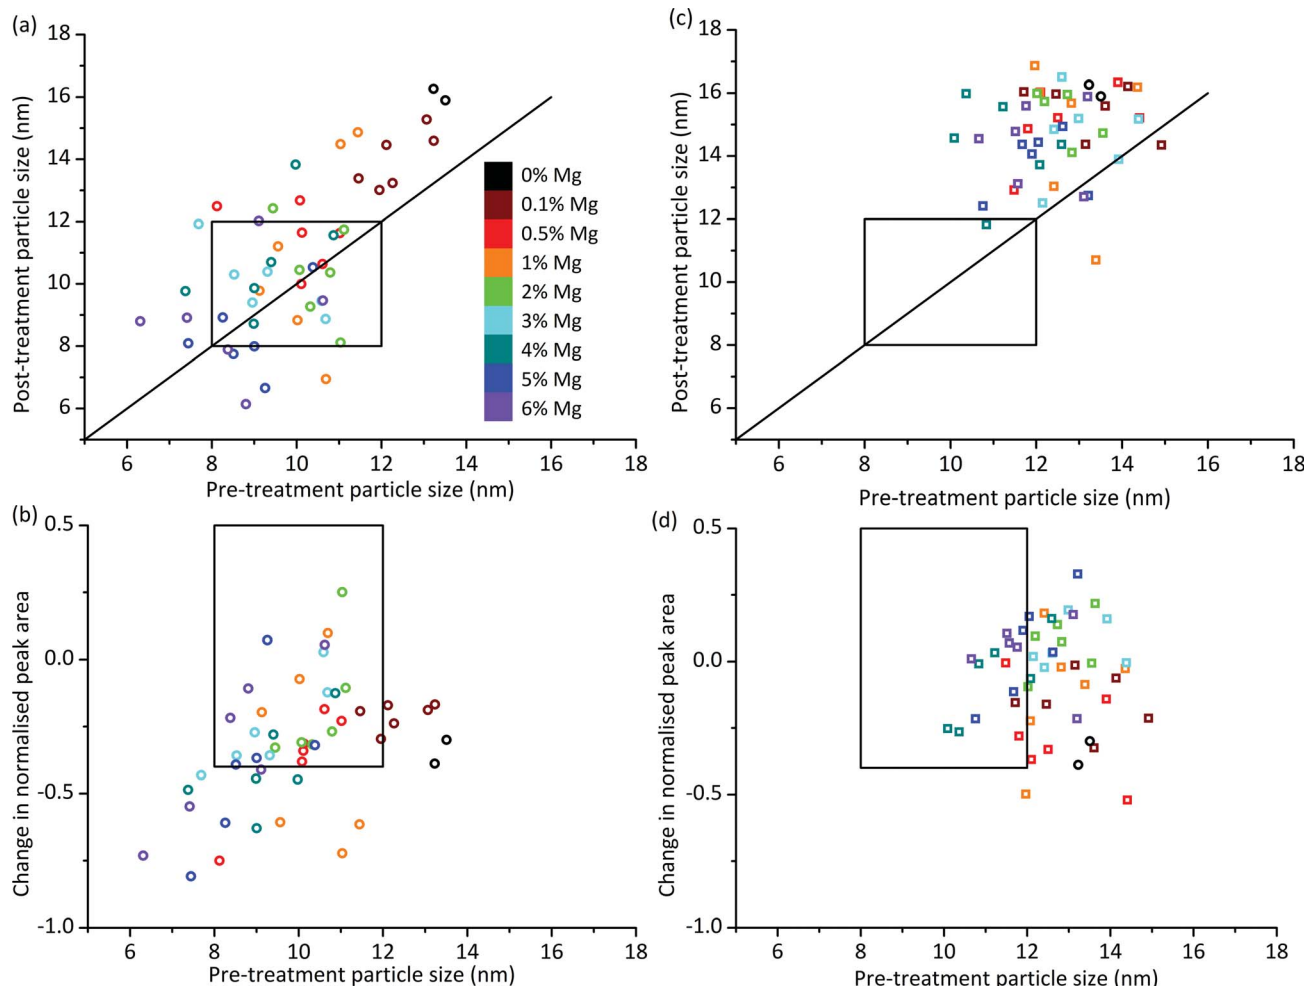 (a)
18
16
14
12
10
8
6
Post-treatment particle size (nm)
6 8 10 12 14 16 18
Pre-treatment particle size (nm)
0% Mg
0.1% Mg
0.5% Mg
1% Mg
2% Mg
3% Mg
4% Mg
5% Mg
6% Mg
(c)
18
16
14
12
10
8
6
Post-treatment particle size (nm)
6 8 10 12 14 16 18
Pre-treatment particle size (nm)
(b)
0.5
0.0
-0.5
-1.0
Change in normalised peak area
6 8 10 12 14 16 18
Pre-treatment particle size (nm)
(d)
0.5
0.0
-0.5
-1.0
Change in normalised peak area
6 8 10 12 14 16 18
Pre-treatment particle size (nm)